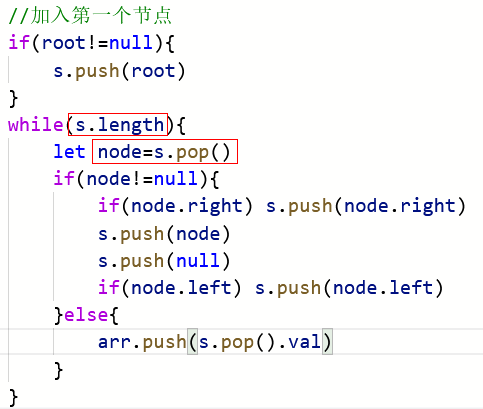 //加入第一个节点
if(root!=null){
    s.push(root)
}
while(s.length){
    let node=s.pop()
    if(node!=null){
        if(node.right) s.push(node.right)
        s.push(node)
        s.push(null)
        if(node.left) s.push(node.left)
    }else{
        arr.push(s.pop().val)
    }
}